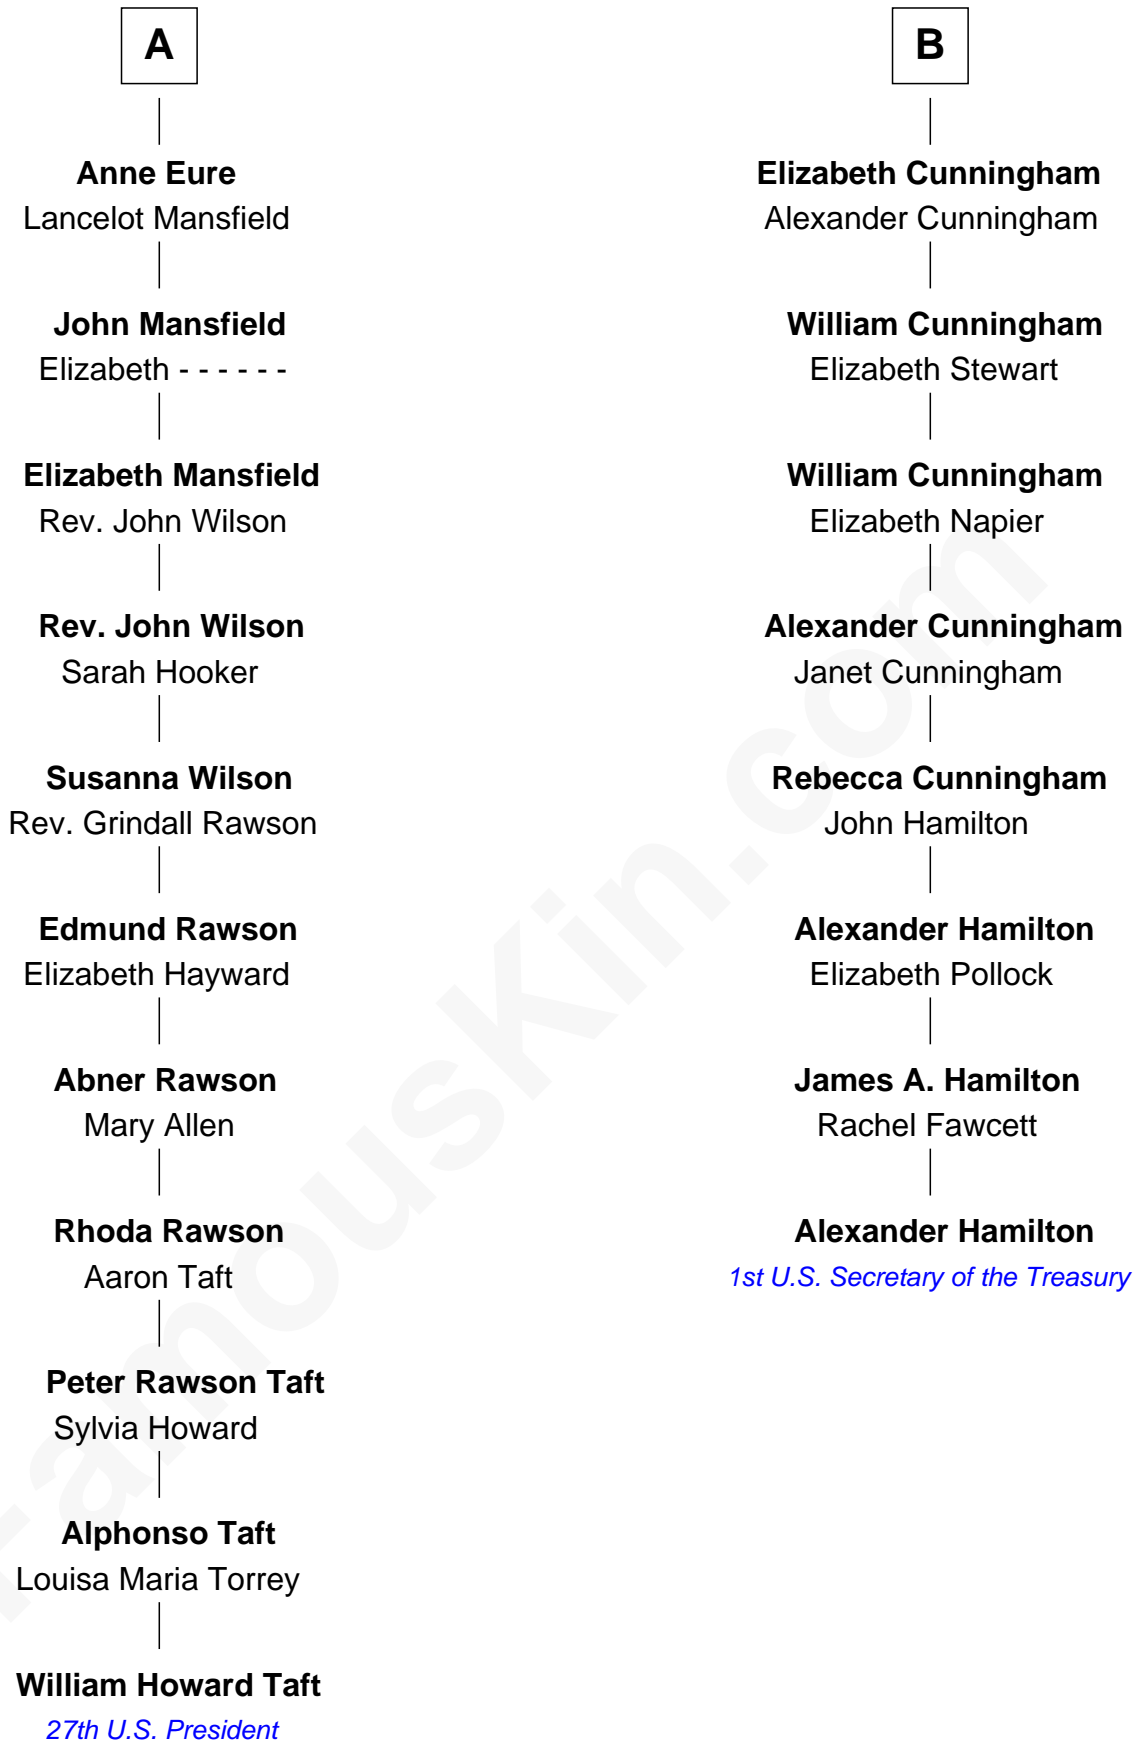 A
Anne Eure
Lancelot Mansfield
John Mansfield
Elizabeth - - - - - -
Elizabeth Mansfield
Rev. John Wilson
Rev. John Wilson
Sarah Hooker
Susanna Wilson
Rev. Grindall Rawson
Edmund Rawson
Elizabeth Hayward
Abner Rawson
Mary Allen
Rhoda Rawson
Aaron Taft
Peter Rawson Taft
Sylvia Howard
Alphonso Taft
Louisa Maria Torrey
William Howard Taft
27th U.S. President
B
Elizabeth Cunningham
Alexander Cunningham
William Cunningham
Elizabeth Stewart
William Cunningham
Elizabeth Napier
Alexander Cunningham
Janet Cunningham
Rebecca Cunningham
John Hamilton
Alexander Hamilton
Elizabeth Pollock
James A. Hamilton
Rachel Fawcett
Alexander Hamilton
1st U.S. Secretary of the Treasury
FamousKin.com